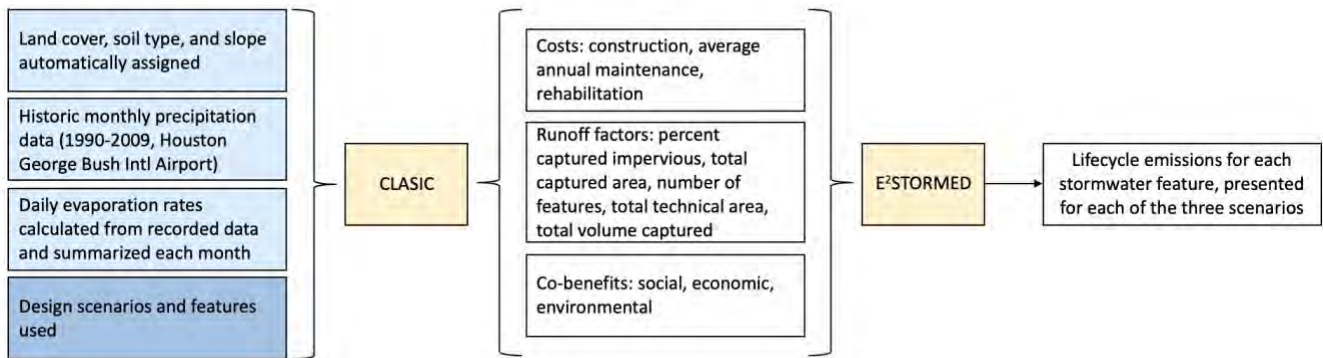 Land cover, soil type, and slope
automatically assigned
Historic monthly precipitation
data (1990-2009, Houston
George Bush Intl Airport)
Daily evaporation rates
calculated from recorded data
and summarized each month
Design scenarios and features
used
CLASIC
Costs: construction, average
annual maintenance,
rehabilitation
Runoff factors: percent
captured impervious, total
captured area, number of
features, total technical area,
total volume captured
Co-benefits: social, economic,
environmental
E²STORMED
Lifecycle emissions for each
stormwater feature, presented
for each of the three scenarios